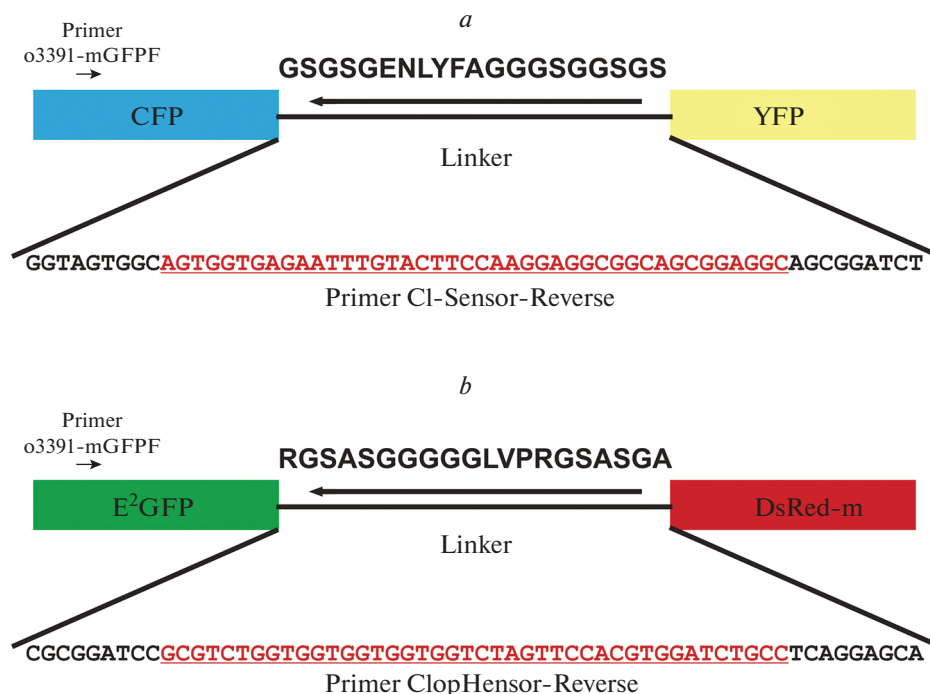 a
Primer
o3391-mGFPF
GSGSGENLYFAGGGSGGSGS
CFP
YFP
Linker
GGTAGTGGCAGTGGTGAGAATTTGTACTTCCAAGGAGGCGGCAGCGGAGGCAGCGGATCT
Primer Cl-Sensor-Reverse
b
Primer
o3391-mGFPF
RGSASGGGGGLVPRGSASGA
E²GFP
DsRed-m
Linker
CGCGGATCCGCGTCTGGTGGTGGTGGTGGTCTAGTTCCACGTGGATCTGCCTCAGGAGCA
Primer ClopHensor-Reverse